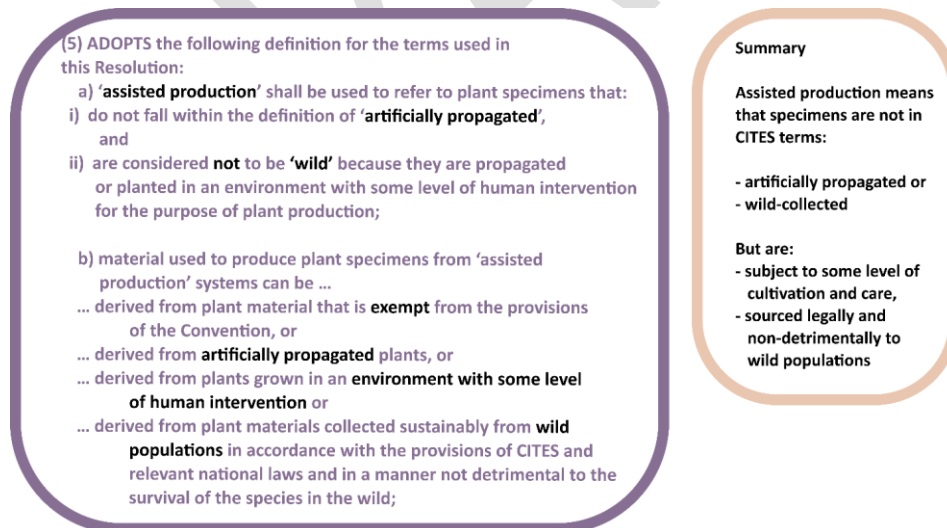 (5) ADOPTS the following definition for the terms used in
this Resolution:
a) ‘assisted production’ shall be used to refer to plant specimens that:
i) do not fall within the definition of ‘artificially propagated’,
and
ii) are considered not to be ‘wild’ because they are propagated
or planted in an environment with some level of human intervention
for the purpose of plant production;
b) material used to produce plant specimens from ‘assisted
production’ systems can be ...
... derived from plant material that is exempt from the provisions
of the Convention, or
... derived from artificially propagated plants, or
... derived from plants grown in an environment with some level
of human intervention or
... derived from plant materials collected sustainably from wild
populations in accordance with the provisions of CITES and
relevant national laws and in a manner not detrimental to the
survival of the species in the wild;
Summary
Assisted production means
that specimens are not in
CITES terms:
- artificially propagated or
- wild-collected
But are:
- subject to some level of
cultivation and care,
- sourced legally and
non-detrimentally to
wild populations